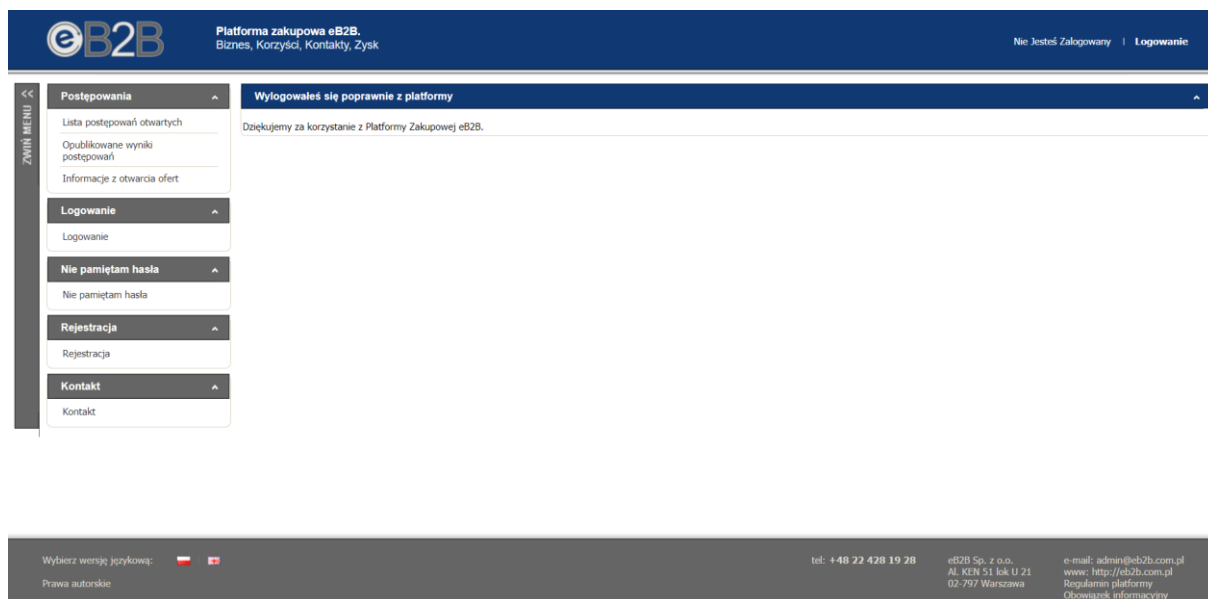 eB2B
Platforma zakupowa eB2B.
Biznes, Korzyści, Kontakty, Zysk
Nie Jesteś Zalogowany | Logowanie
<< ZWIŃ MENU
Postępowania
Lista postępowań otwartych
Opublikowane wyniki
postępowań
Informacje z otwarcia ofert
Logowanie
Logowanie
Nie pamiętam hasła
Nie pamiętam hasła
Rejestracja
Rejestracja
Kontakt
Kontakt
Wylogowałeś się poprawnie z platformy
Dziękujemy za korzystanie z Platformy Zakupowej eB2B.
Wybierz wersję językową:
Prawa autorskie
tel: +48 22 428 19 28
eB2B Sp. z o.o.
Al. KEN 51 lok U 21
02-797 Warszawa
e-mail: admin@eb2b.com.pl
www: http://eb2b.com.pl
Regulamin platformy
Obowiązek informacyjny